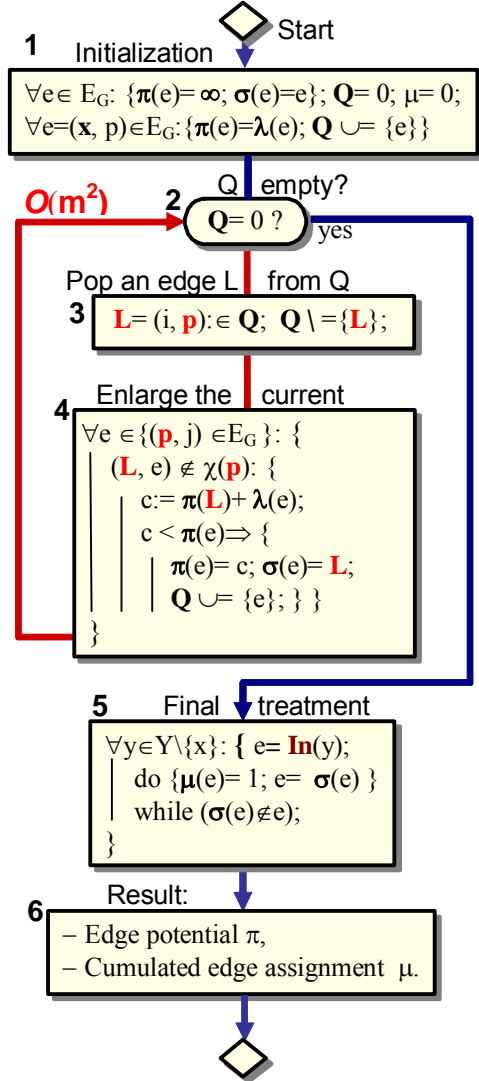 Start
1
Initialization
∀e∈ E_G: {π(e)= ∞; σ(e)=e}; Q= 0; μ= 0;
∀e=(x, p)∈E_G:{π(e)=λ(e); Q ∪= {e}}
Q empty?
O(m²)
2
Q= 0 ?
yes
Pop an edge L from Q
3
L= (i, p):∈ Q; Q \ ={L};
Enlarge the current
4
∀e ∈{(p, j) ∈E_G}: {
(L, e) ∉ χ(p): {
c:= π(L)+ λ(e);
c < π(e)⇒ {
π(e)= c; σ(e)= L;
Q ∪= {e}; } }
}
5
Final treatment
∀y∈Y\{x}: { e= In(y);
do {μ(e)= 1; e= σ(e) }
while (σ(e)∉e);
}
Result:
6
– Edge potential π,
– Cumulated edge assignment μ.